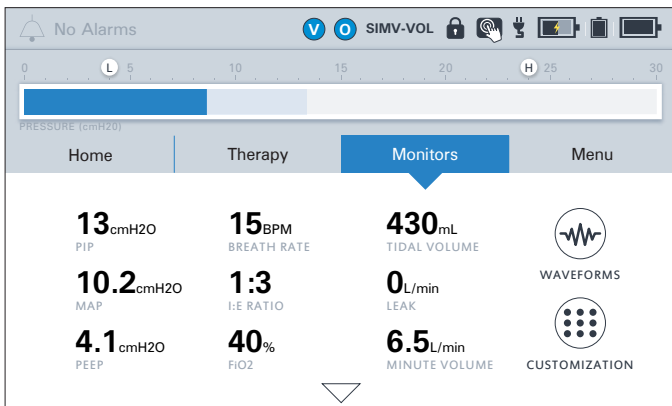 No Alarms V O SIMV-VOL
0 L 5 10 15 20 H 25 30
PRESSURE (cmH20)
Home Therapy Monitors Menu
13cmH2O 15BPM 430mL
PIP BREATH RATE TIDAL VOLUME
WAVEFORMS
10.2cmH2O 1:3 0L/min
MAP I:E RATIO LEAK
4.1cmH2O 40% 6.5L/min
PEEP FiO2 MINUTE VOLUME CUSTOMIZATION